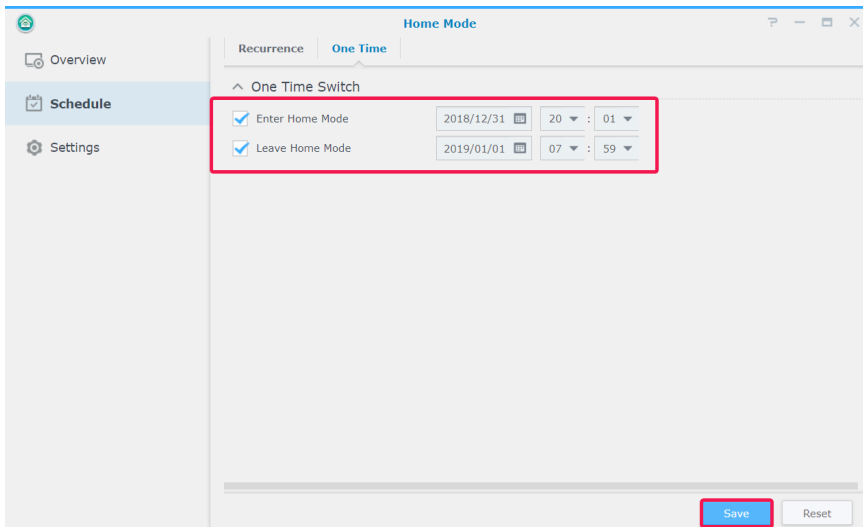 Home Mode
Overview
Schedule
Settings
Recurrence One Time
One Time Switch
Enter Home Mode 2018/12/31 20 : 01
Leave Home Mode 2019/01/01 07 : 59
Save Reset